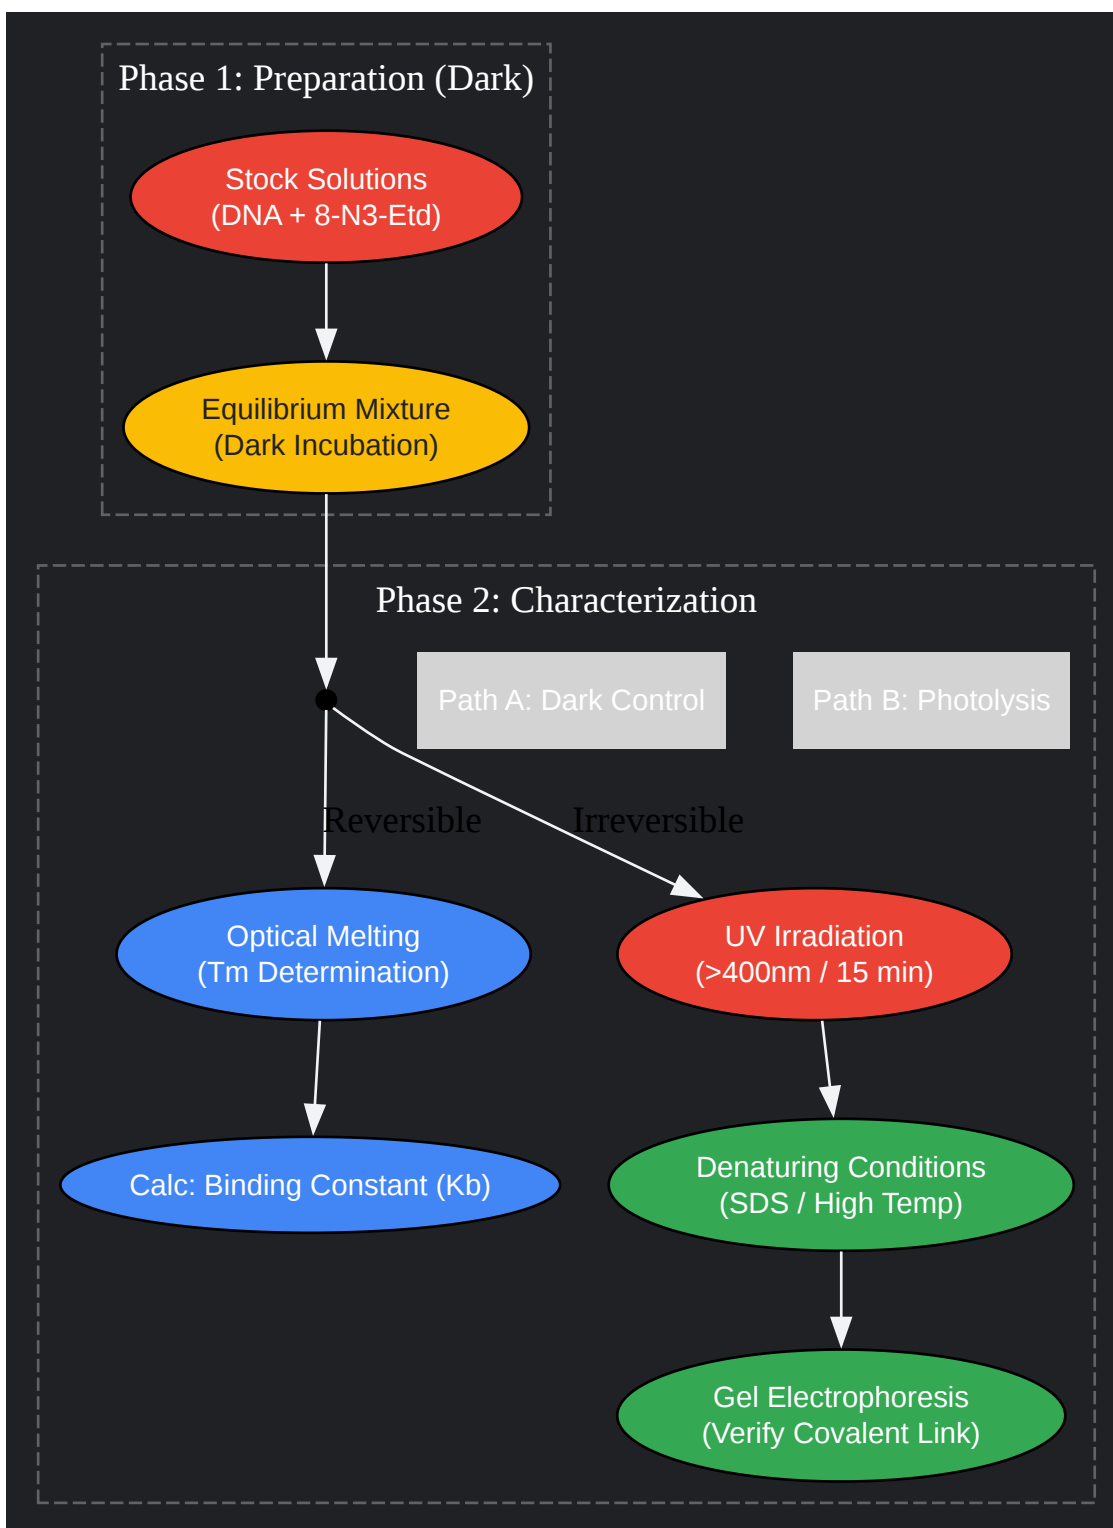 Phase 1: Preparation (Dark)
Stock Solutions
(DNA + 8-N3-Etd)
Equilibrium Mixture
(Dark Incubation)
Phase 2: Characterization
Path A: Dark Control
Path B: Photolysis
Reversible
Irreversible
Optical Melting
(Tm Determination)
UV Irradiation
(>400nm / 15 min)
Calc: Binding Constant (Kb)
Denaturing Conditions
(SDS / High Temp)
Gel Electrophoresis
(Verify Covalent Link)